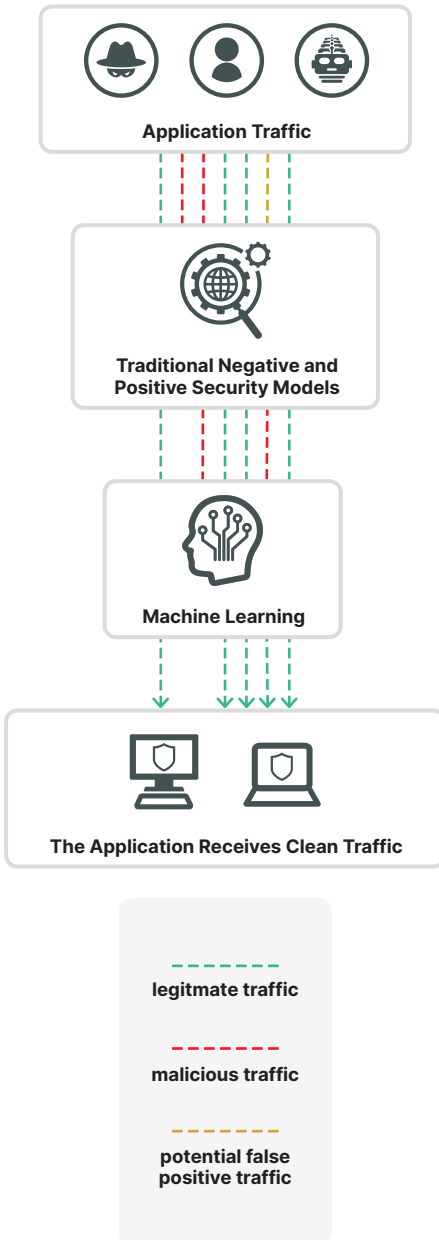 Application Traffic
Traditional Negative and
Positive Security Models
Machine Learning
The Application Receives Clean Traffic
legitmate traffic
malicious traffic
potential false
positive traffic